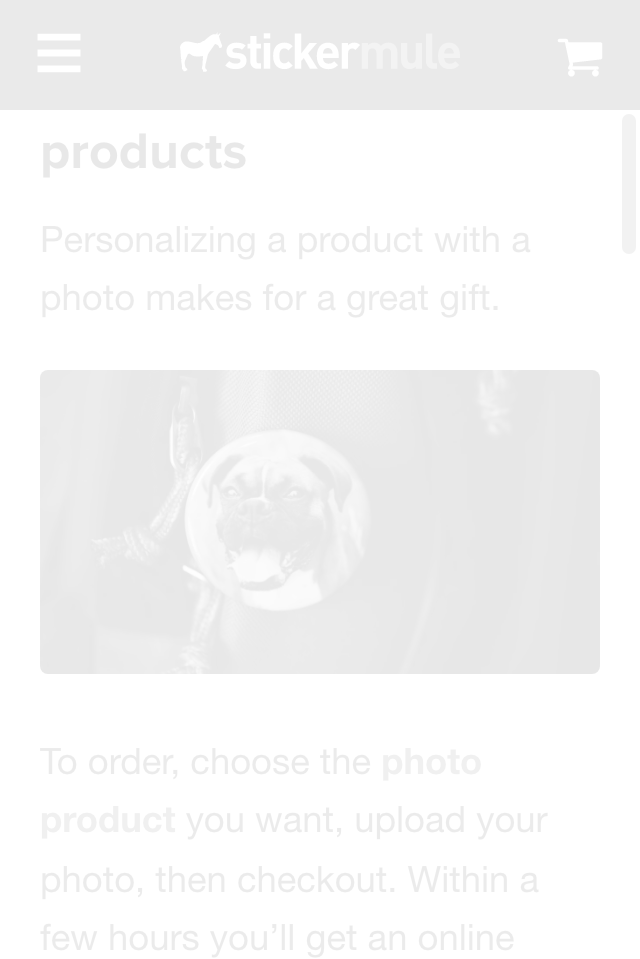 stickermule
products
Personalizing a product with a
photo makes for a great gift.
To order, choose the photo
product you want, upload your
photo, then checkout. Within a
few hours you’ll get an online